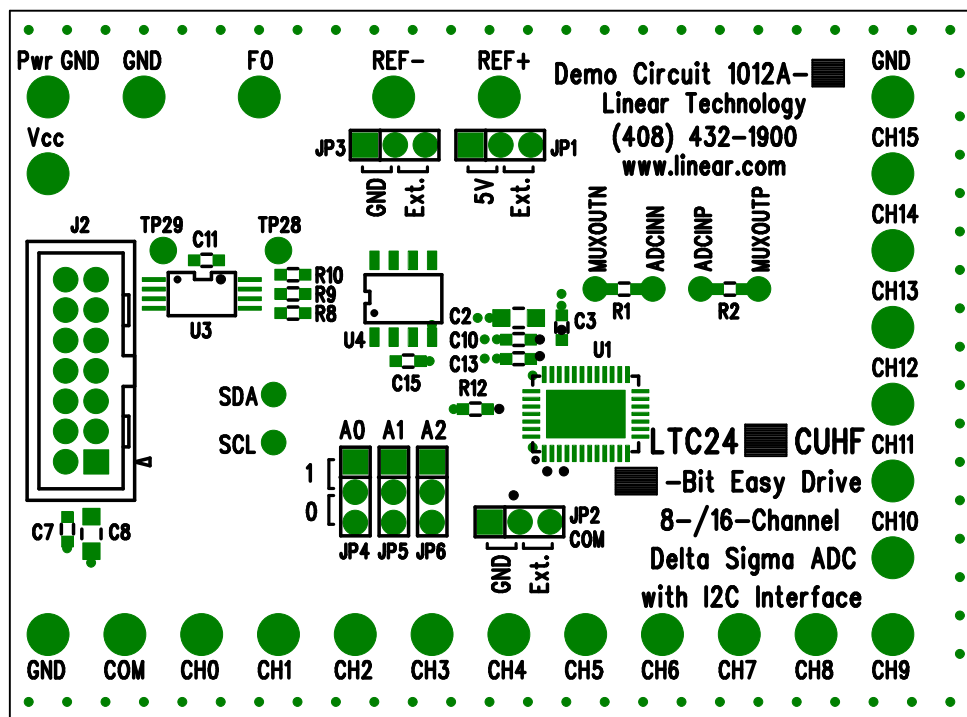 Pwr GND
GND
F0
REF-
REF+
Demo Circuit 1012A-
Linear Technology
(408) 432-1900
www.linear.com
GND
Vcc
CH15
JP3
JP1
GND
Ext.
5V
Ext.
CH14
J2
TP29
C11
TP28
MUXOUTN
ADCINN
ADCINP
MUXOUTP
R10
R9
R8
CH13
R1
R2
U3
U4
C2
C3
C10
U1
C13
C15
CH12
R12
SDA
SCL
A0
A1
A2
LTC24
CUHF
CH11
1
0
-Bit Easy Drive
8-/16-Channel
Delta Sigma ADC
with I2C Interface
CH10
C7
C8
JP4
JP5
JP6
JP2
COM
GND
Ext.
GND
COM
CH0
CH1
CH2
CH3
CH4
CH5
CH6
CH7
CH8
CH9